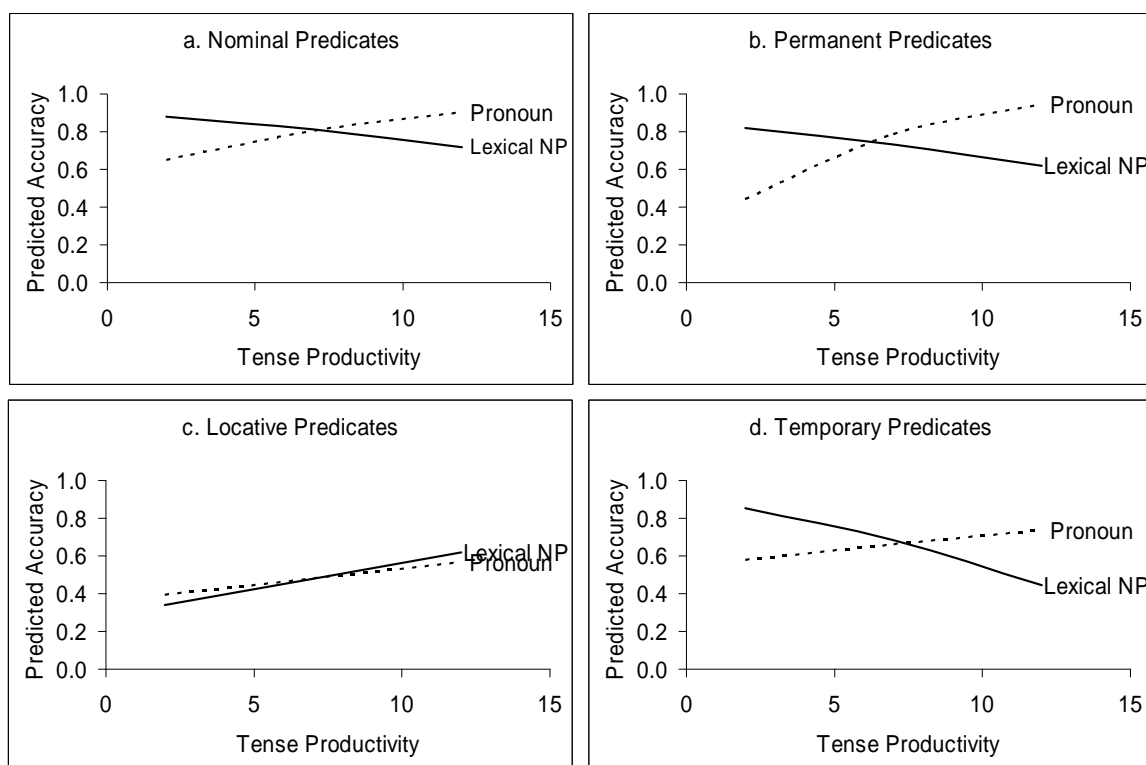 a. Nominal Predicates
Predicted Accuracy
1.0
0.8
0.6
0.4
0.2
0.0
Pronoun
Lexical NP
0 5 10 15
Tense Productivity
b. Permanent Predicates
Predicted Accuracy
1.0
0.8
0.6
0.4
0.2
0.0
Pronoun
Lexical NP
0 5 10 15
Tense Productivity
c. Locative Predicates
Predicted Accuracy
1.0
0.8
0.6
0.4
0.2
0.0
Lexical NP
Pronoun
0 5 10 15
Tense Productivity
d. Temporary Predicates
Predicted Accuracy
1.0
0.8
0.6
0.4
0.2
0.0
Pronoun
Lexical NP
0 5 10 15
Tense Productivity